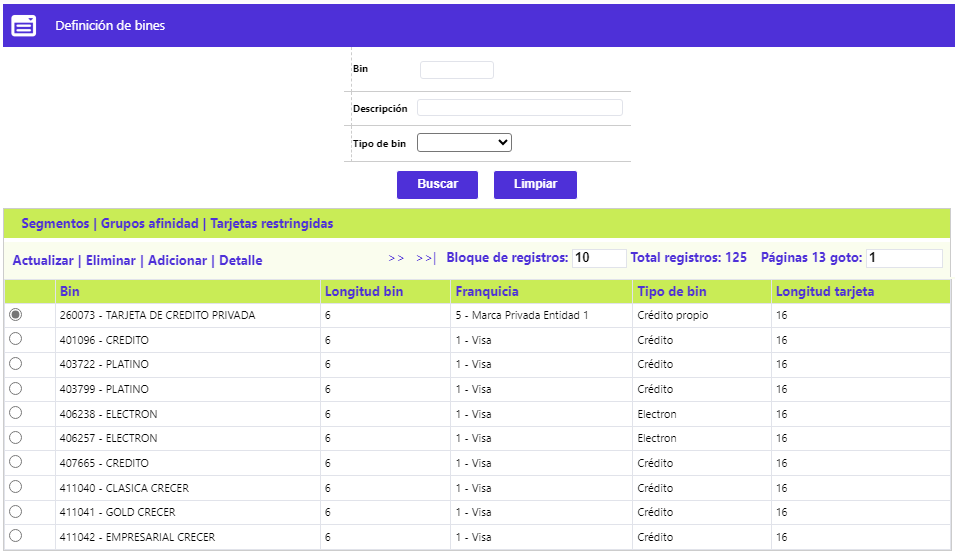 Definición de bines
Bin
Descripción
Tipo de bin
Buscar Limpiar
Segmentos | Grupos afinidad | Tarjetas restringidas
Actualizar | Eliminar | Adicionar | Detalle >> >>| Bloque de registros: 10 Total registros: 125 Páginas 13 goto: 1
Bin Longitud bin Franquicia Tipo de bin Longitud tarjeta
260073 - TARJETA DE CREDITO PRIVADA 6 5 - Marca Privada Entidad 1 Crédito propio 16
401096 - CREDITO 6 1 - Visa Crédito 16
403722 - PLATINO 6 1 - Visa Crédito 16
403799 - PLATINO 6 1 - Visa Crédito 16
406238 - ELECTRON 6 1 - Visa Electron 16
406257 - ELECTRON 6 1 - Visa Electron 16
407665 - CREDITO 6 1 - Visa Crédito 16
411040 - CLASICA CRECER 6 1 - Visa Crédito 16
411041 - GOLD CRECER 6 1 - Visa Crédito 16
411042 - EMPRESARIAL CRECER 6 1 - Visa Crédito 16